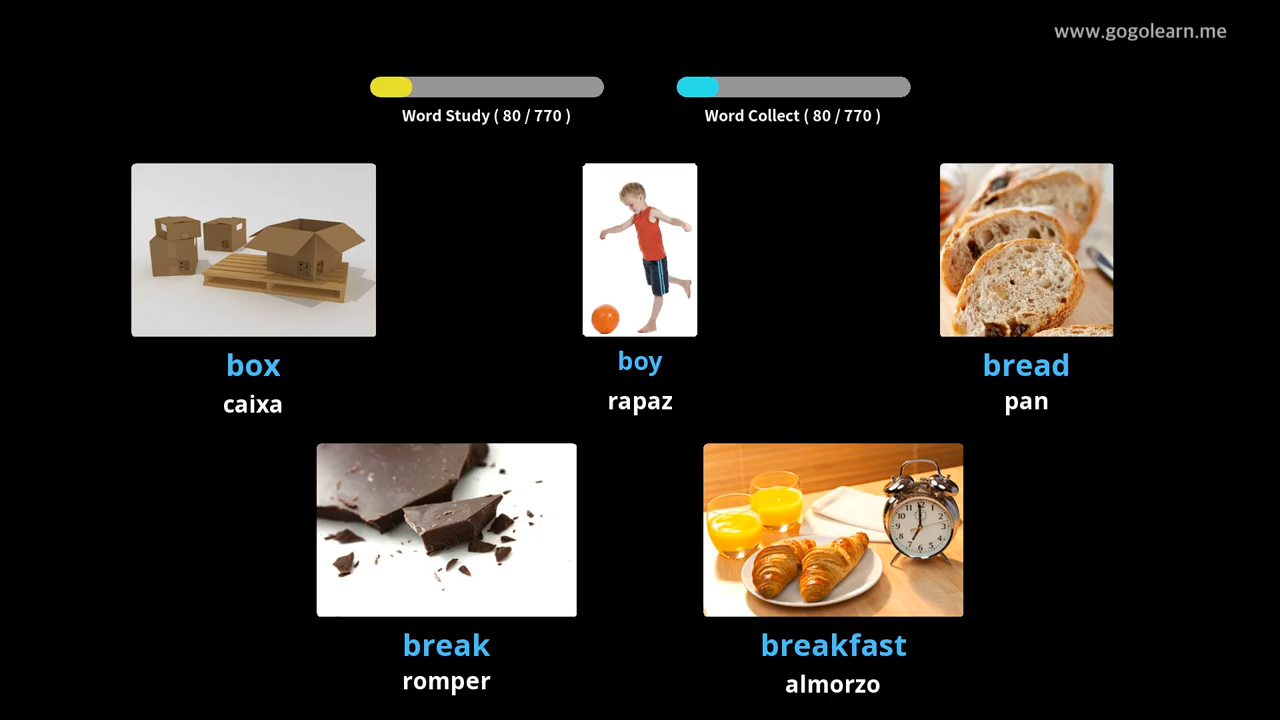 www.gogolearn.me
Word Study ( 80 / 770 )
Word Collect ( 80 / 770 )
box
caixa
boy
rapaz
bread
pan
break
romper
breakfast
almorzo